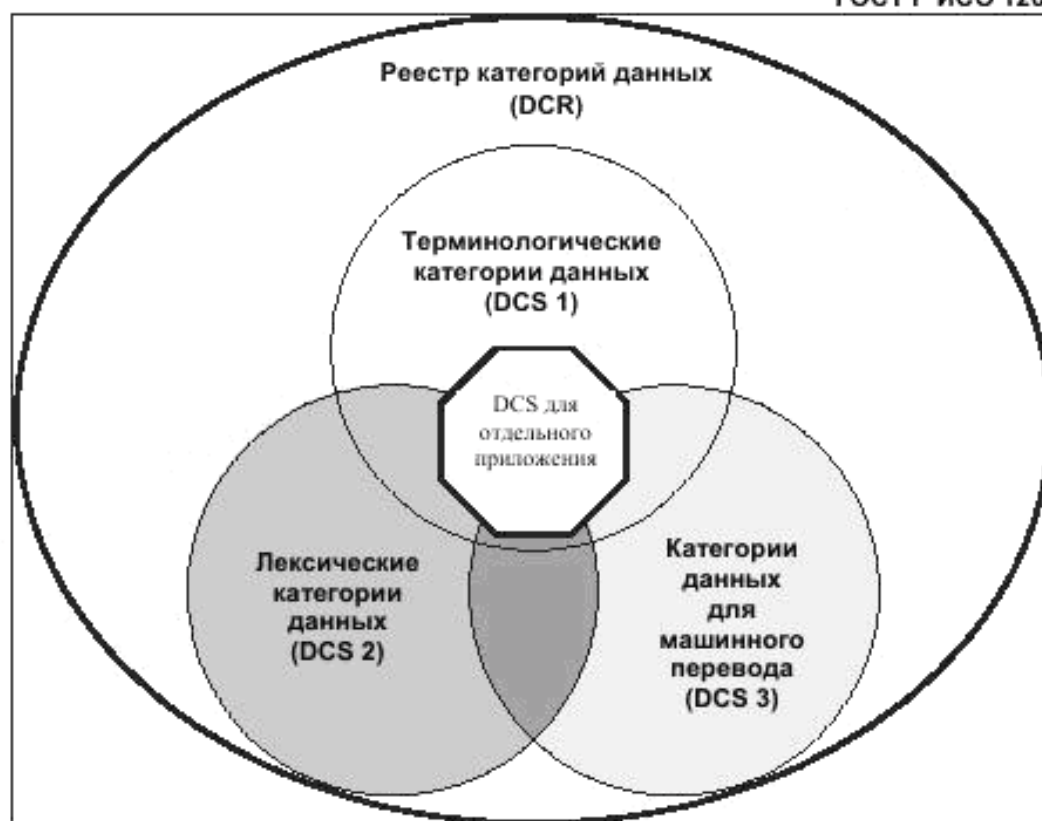 Реестр категорий данных
(DCR)
Терминологические
категории данных
(DCS 1)
DCS для
отдельного
приложения
Лексические
категории
данных
(DCS 2)
Категории
данных
для
машинного
перевода
(DCS 3)